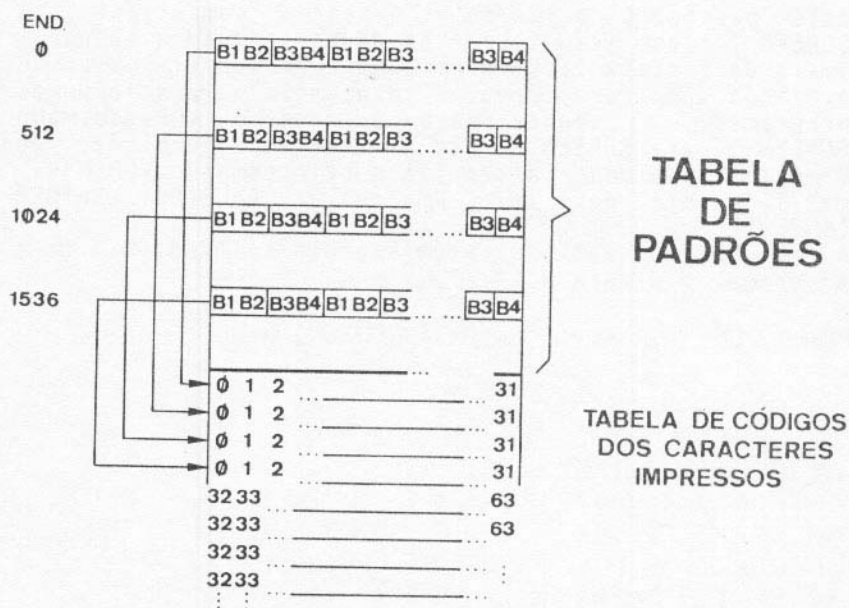 END.
Ø
B1 B2 B3 B4 B1 B2 B3 ... ... B3 B4
512
B1 B2 B3 B4 B1 B2 B3 ... ... B3 B4
1024
B1 B2 B3 B4 B1 B2 B3 ... ... B3 B4
1536
B1 B2 B3 B4 B1 B2 B3 ... ... B3 B4
TABELA
DE
PADRÕES
Ø 1 2 ... ... 31
Ø 1 2 ... ... 31
Ø 1 2 ... ... 31
Ø 1 2 ... ... 31
32 33 ... ... 63
32 33 ... ... 63
32 33 ... ...
32 33 ... ...
TABELA DE CÓDIGOS
DOS CARACTERES
IMPRESSOS